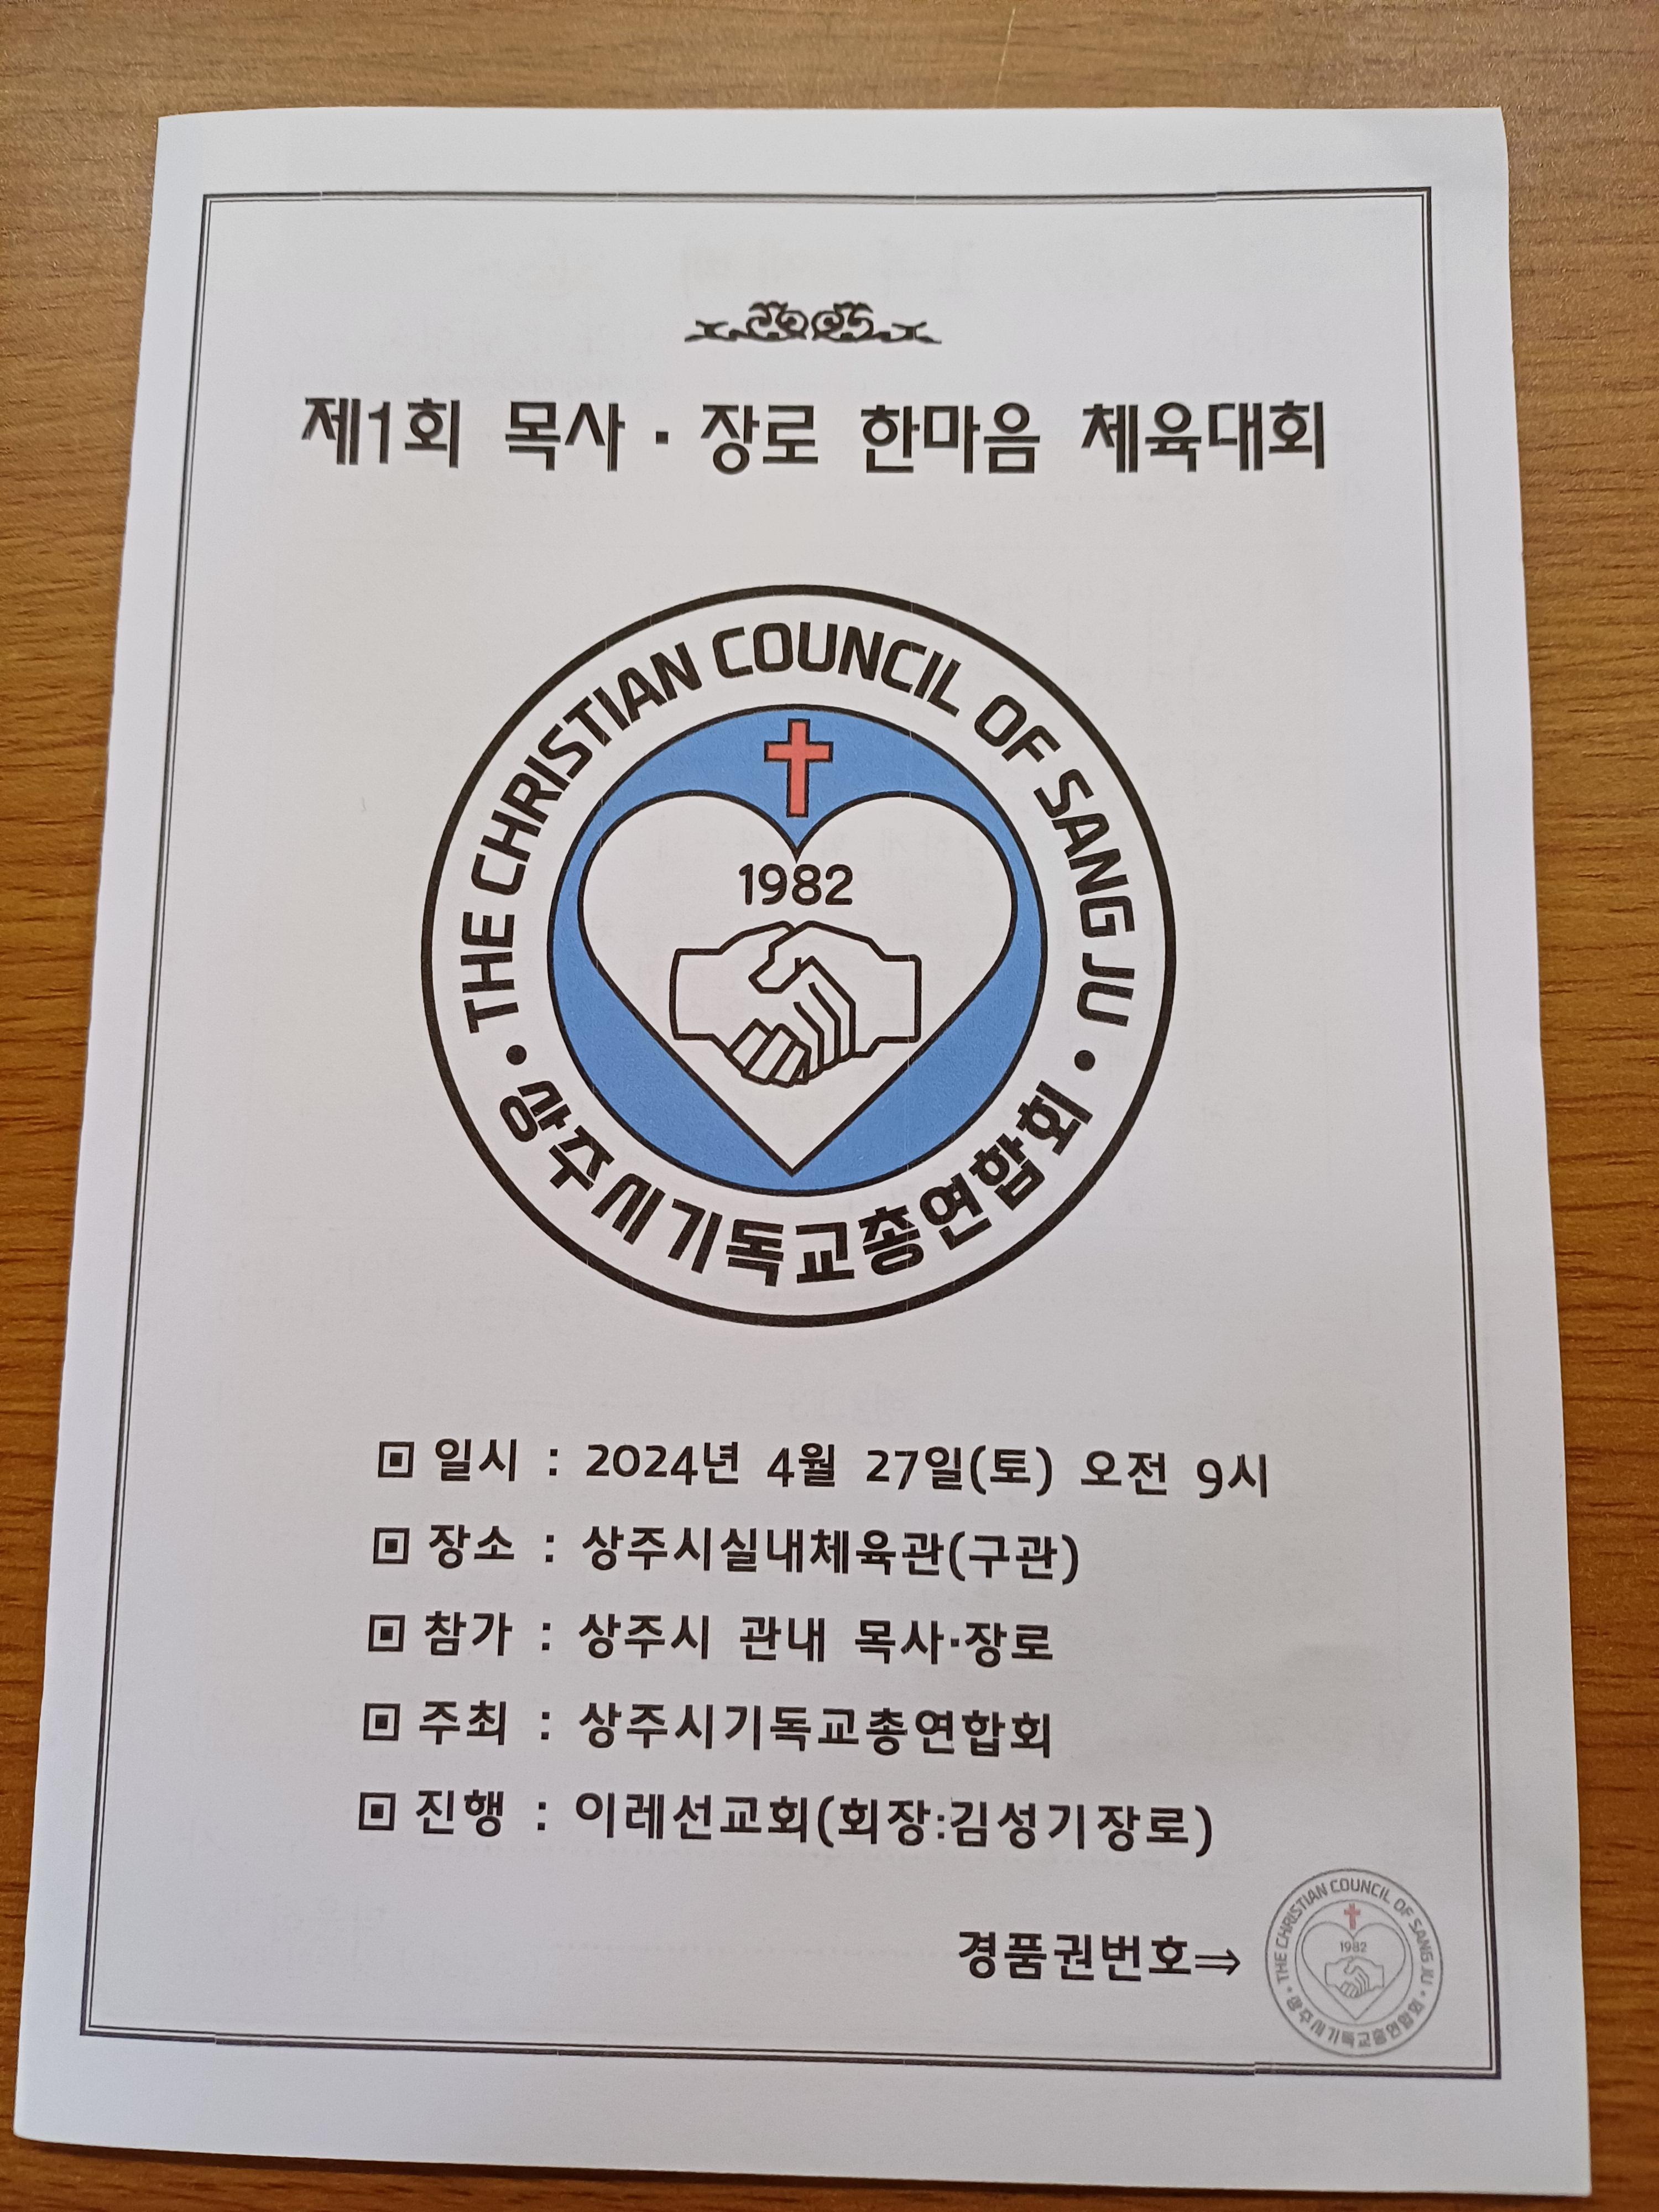 제1회 목사 · 장로 한마음 체육대회
THE CHRISTIAN COUNCIL OF SANG JU
1982
• 상주시기독교총연합회 •
▣ 일시 : 2024년 4월 27일(토) 오전 9시
▣ 장소 : 상주시실내체육관(구관)
▣ 참가 : 상주시 관내 목사·장로
▣ 주최 : 상주시기독교총연합회
▣ 진행 : 이레선교회(회장:김성기장로)
경품권번호⇒
THE CHRISTIAN COUNCIL OF SANG JU
1982
• 상주시기독교총연합회 •